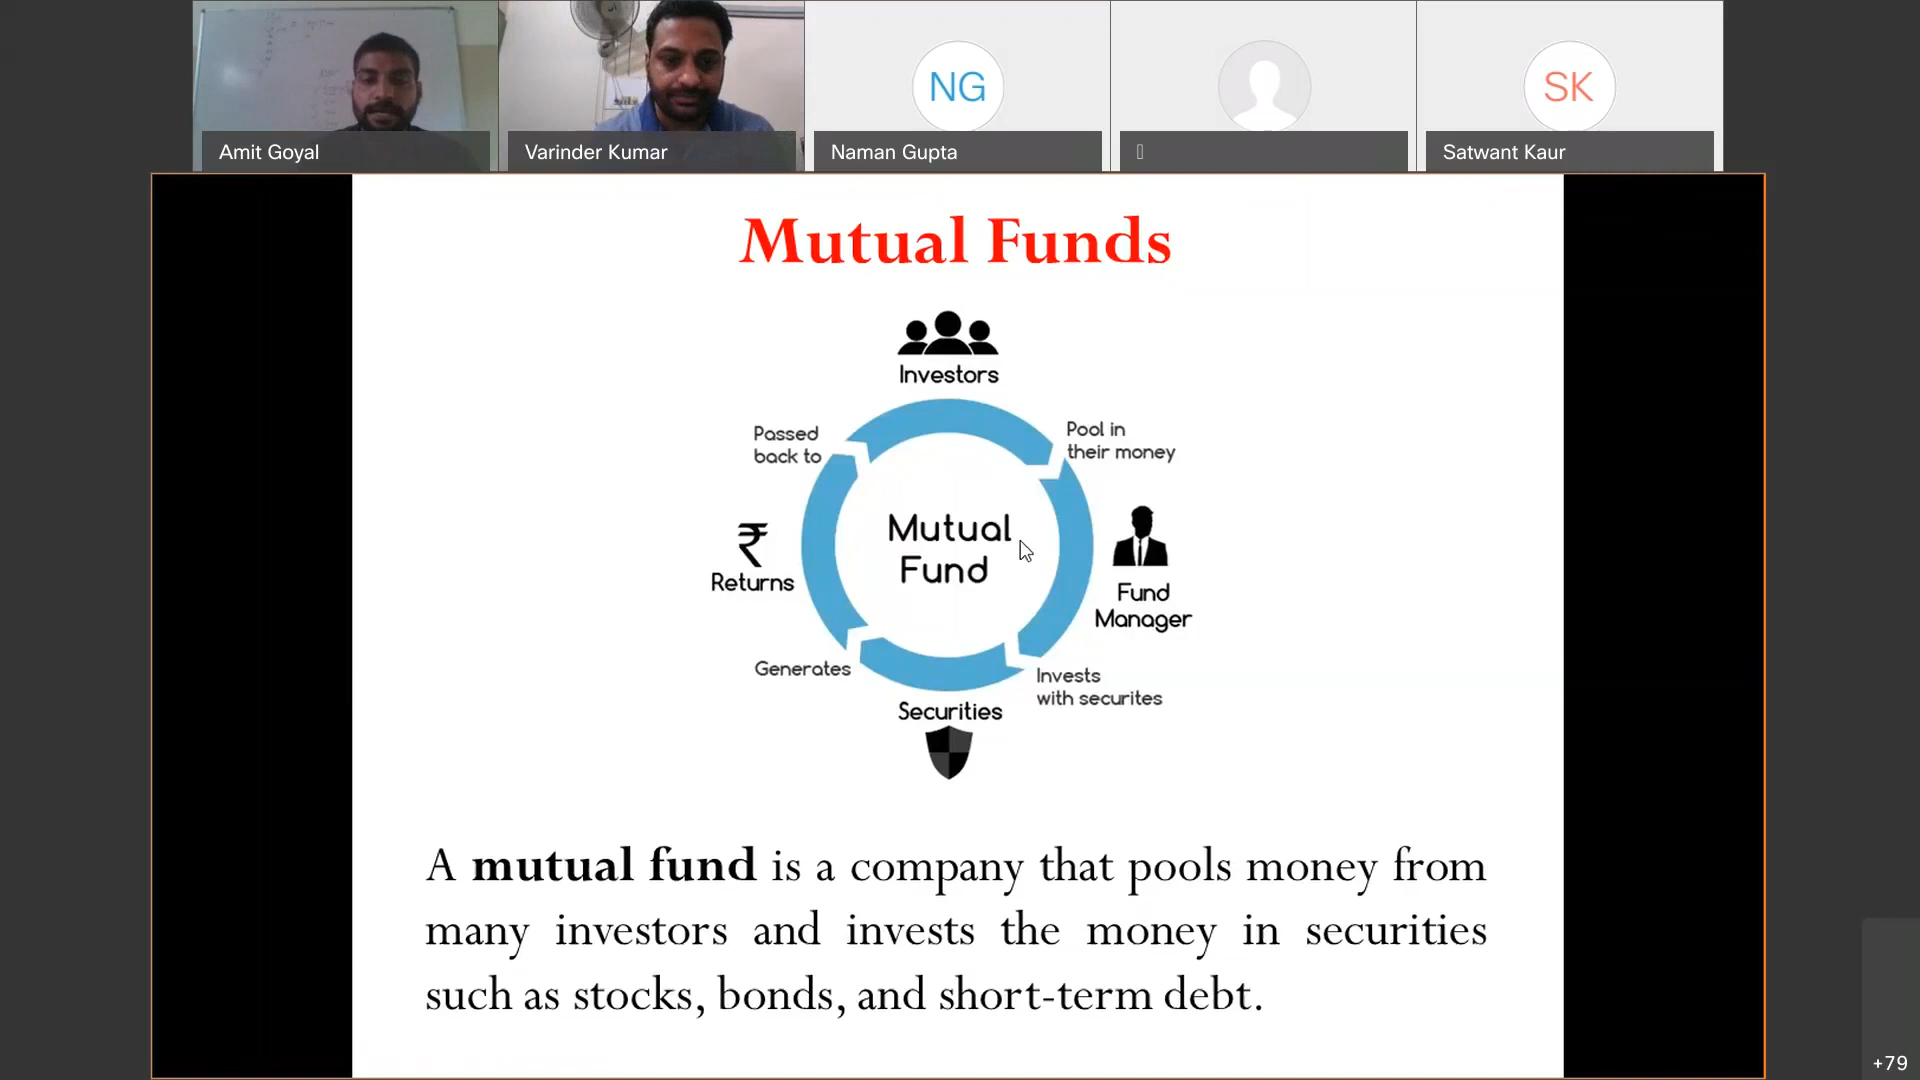 NG
SK
Amit Goyal
Varinder Kumar
Naman Gupta
Satwant Kaur
Mutual Funds
Investors
Passed
back to
Pool in
their money
Mutual
Fund
₹
Returns
Fund
Manager
Generates
Invests
with securites
Securities
A mutual fund is a company that pools money from
many investors and invests the money in securities
such as stocks, bonds, and short-term debt.
+79